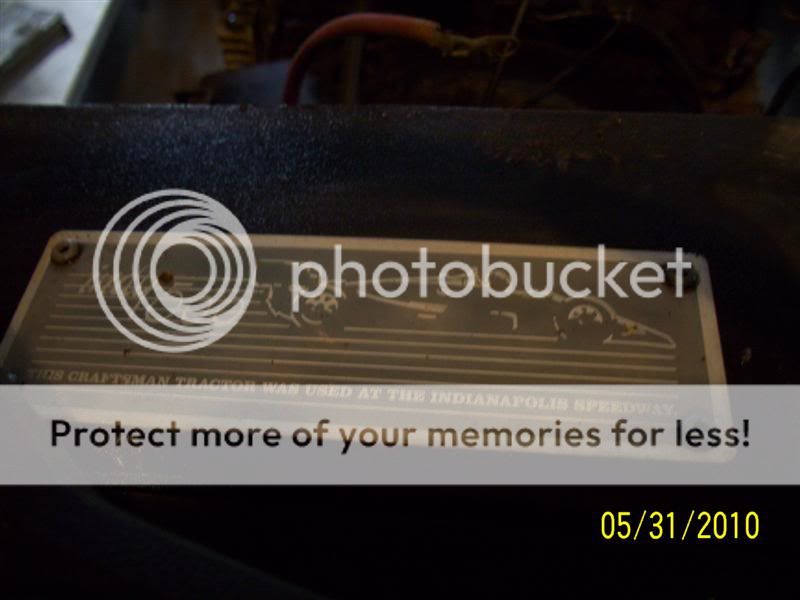 photobucket
THIS CRAFTSMAN TRACTOR WAS USED AT THE INDIANAPOLIS SPEEDWAY.
Protect more of your memories for less!
05/31/2010